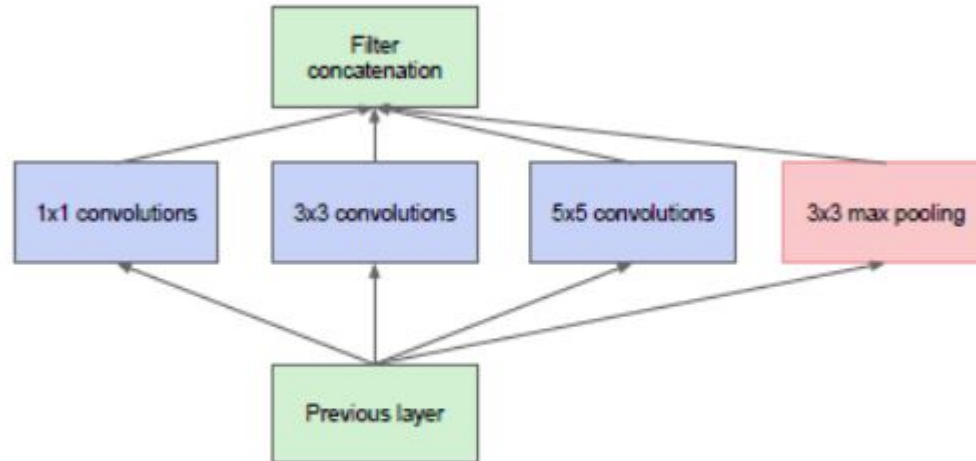 Filter
concatenation
1x1 convolutions
3x3 convolutions
5x5 convolutions
3x3 max pooling
Previous layer